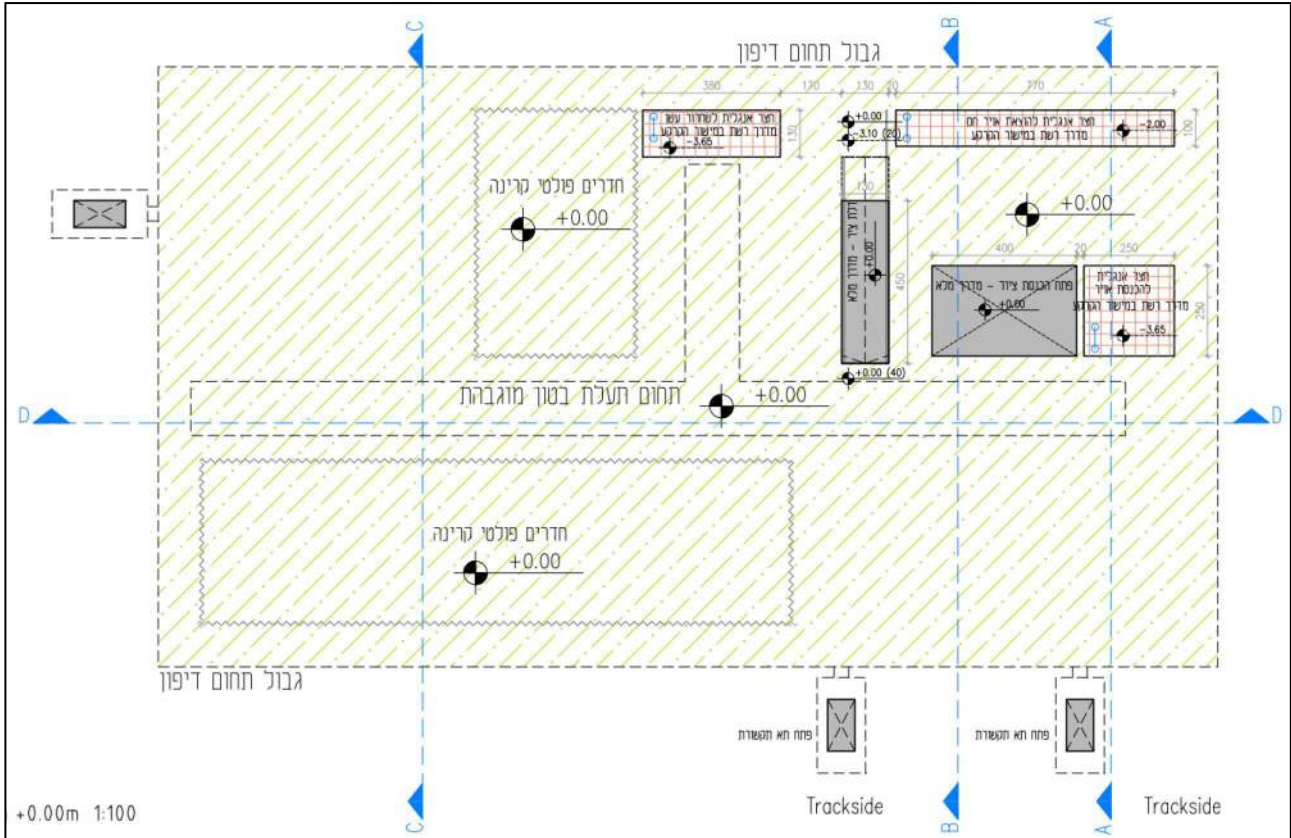 C
B
A
גבול תחום דיפון
380
170
130
20
770
חצר אנגלית לשחרור עשן
מדרך רשת במישור הקרקע
-3.65
130
+0.00
-3.10 (20)
חצר אנגלית להוצאת אויר חם
מדרך רשת במישור הקרקע
-2.00
100
חדרים פולטי קרינה
+0.00
130
+0.00
450
+0.00
400
20
250
פתח הכנסת ציוד - מדרך מלא
+0.00
חצר אנגלית
להכנסת אויר
מדרך רשת במישור הקרקע
-3.65
250
+0.00 (40)
תחום תעלת בטון מוגבהת
+0.00
D
D
חדרים פולטי קרינה
+0.00
גבול תחום דיפון
פתח תא תקשורת
פתח תא תקשורת
+0.00m 1:100
Trackside
Trackside
C
B
A